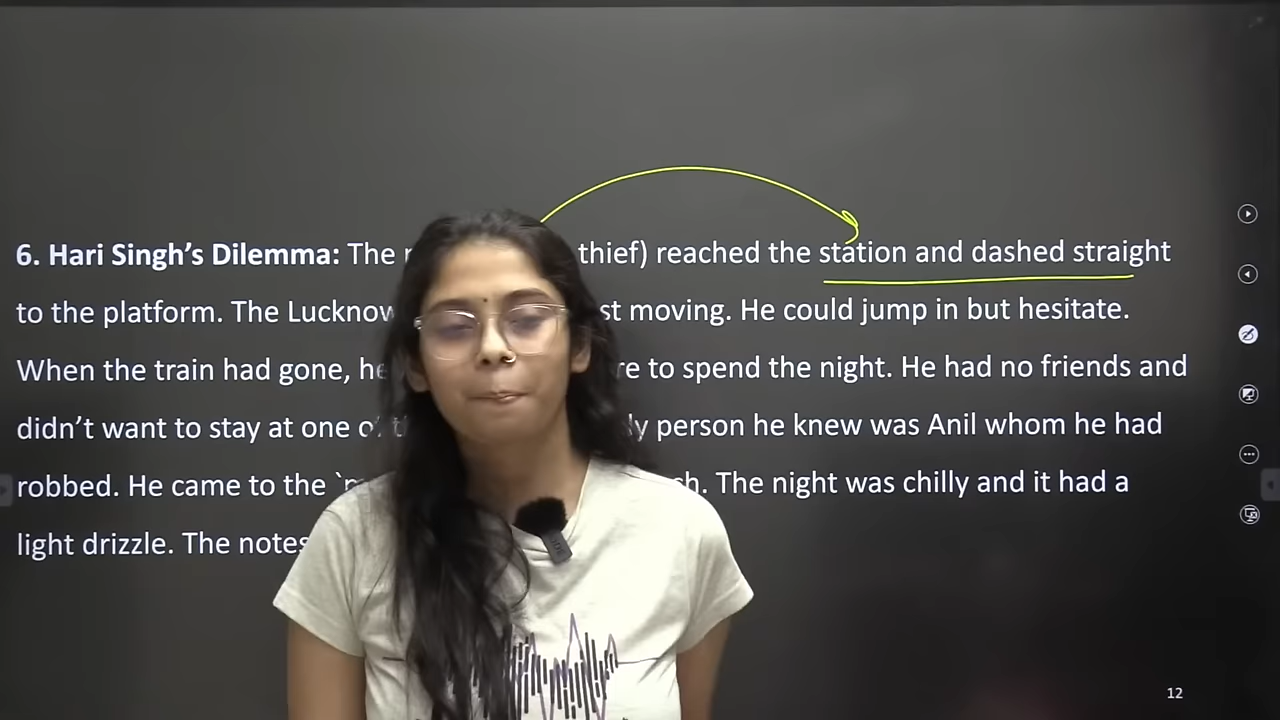 6. Hari Singh's Dilemma: The thief) reached the station and dashed straight
to the platform. The Lucknow moving. He could jump in but hesitate.
When the train had gone, he to spend the night. He had no friends and
didn't want to stay at one person he knew was Anil whom he had
robbed. He came to the The night was chilly and it had a
light drizzle. The notes
12